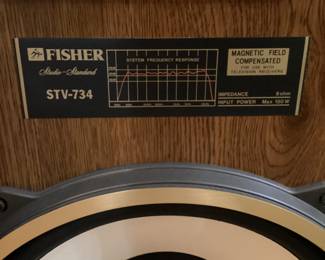 FISHER
Studio-Standard
STV-734
SYSTEM FREQUENCY RESPONSE
MAGNETIC FIELD
COMPENSATED
FOR USE WITH
TELEVISION RECEIVERS
IMPEDANCE 8 ohm
INPUT POWER Max 100W